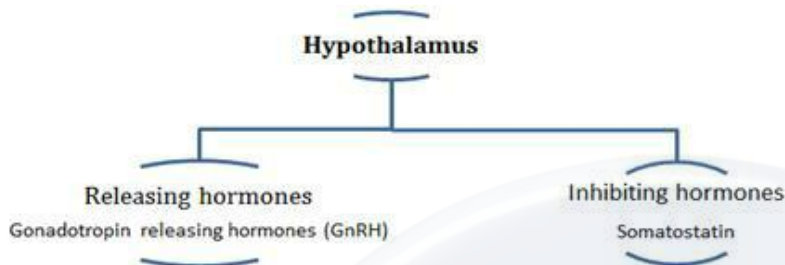 Hypothalamus
Releasing hormones
Gonadotropin releasing hormones (GnRH)
Inhibiting hormones
Somatostatin